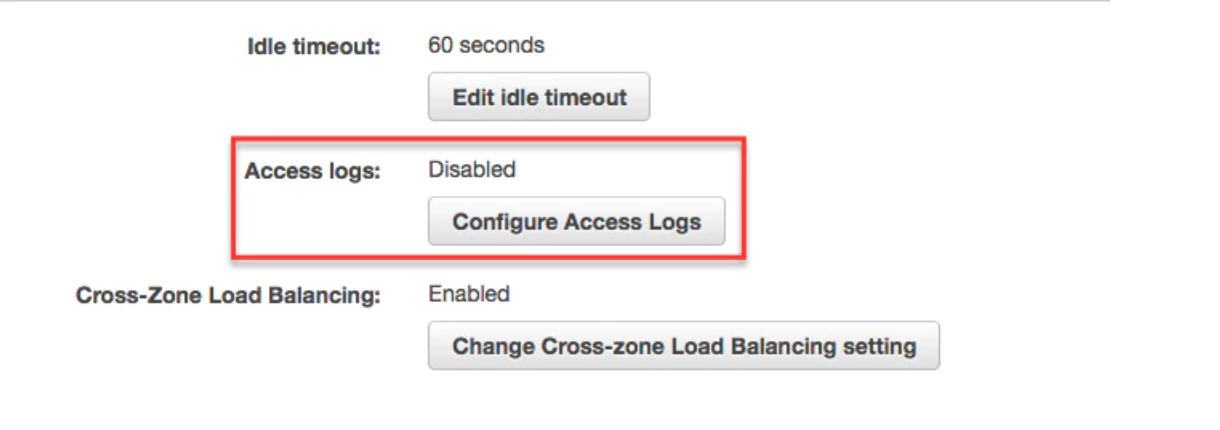 Idle timeout: 60 seconds
Edit idle timeout
Access logs: Disabled
Configure Access Logs
Cross-Zone Load Balancing: Enabled
Change Cross-zone Load Balancing setting